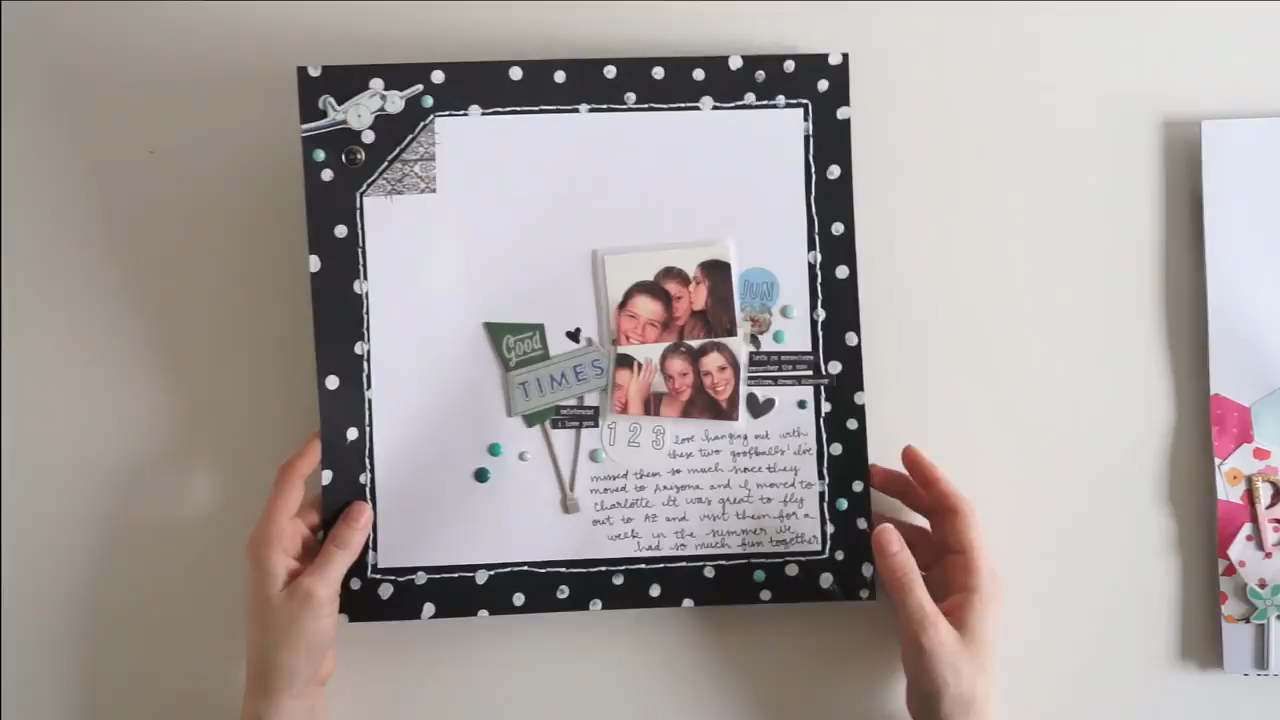 JUN
Good
TIMES
let's go somewhere
remember the now
explore, dream, discover
celebrate!
i love you
1 2 3
love hanging out with
these two goofballs! I've
missed them so much since they
moved to Arizona and I moved to
Charlotte. It was great to fly
out to AZ and visit them for a
week in the summer. We
had so much fun together